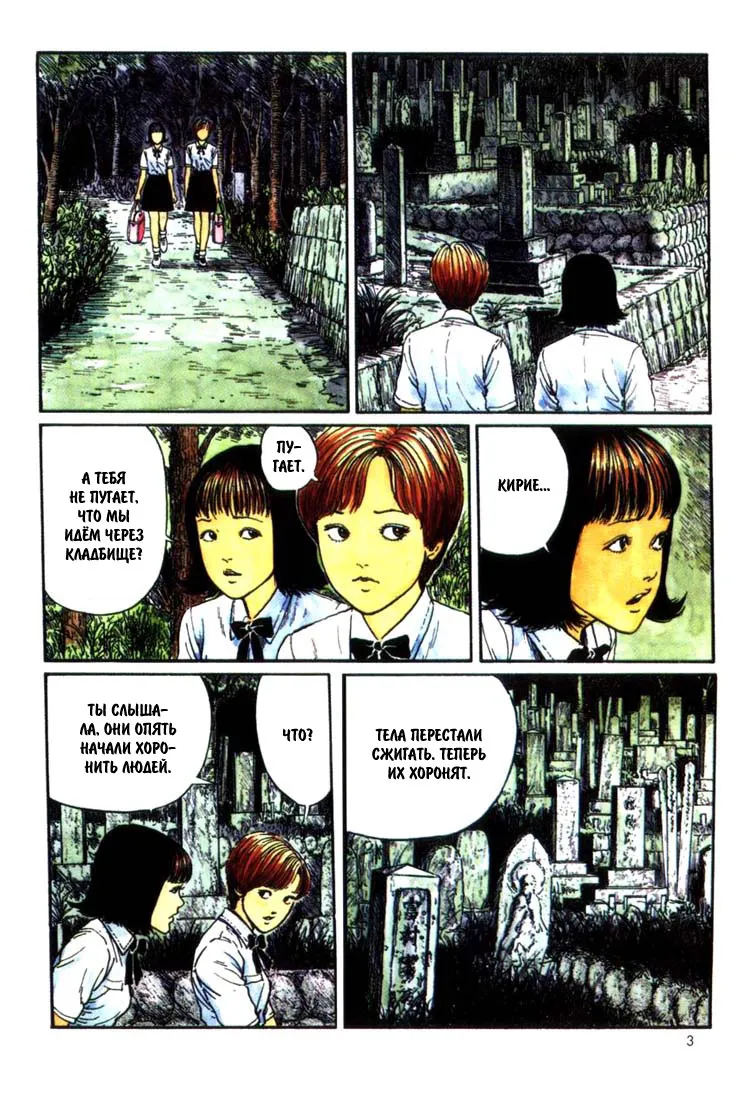 А ТЕБЯ
НЕ ПУГАЕТ,
ЧТО МЫ
ИДЁМ ЧЕРЕЗ
КЛАДБИЩЕ?
ПУ-
ГАЕТ.
КИРИЕ...
ТЫ СЛЫША-
ЛА, ОНИ ОПЯТЬ
НАЧАЛИ ХОРО-
НИТЬ ЛЮДЕЙ.
ЧТО?
ТЕЛА ПЕРЕСТАЛИ
СЖИГАТЬ. ТЕПЕРЬ
ИХ ХОРОНЯТ.
3